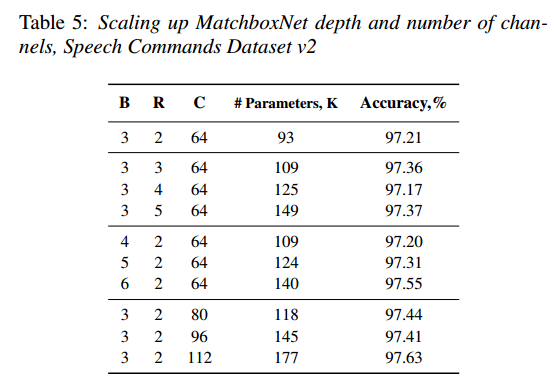 Table 5: Scaling up MatchboxNet depth and number of chan-
nels, Speech Commands Dataset v2
B R C # Parameters, K Accuracy,%
3 2 64 93 97.21
3 3 64 109 97.36
3 4 64 125 97.17
3 5 64 149 97.37
4 2 64 109 97.20
5 2 64 124 97.31
6 2 64 140 97.55
3 2 80 118 97.44
3 2 96 145 97.41
3 2 112 177 97.63